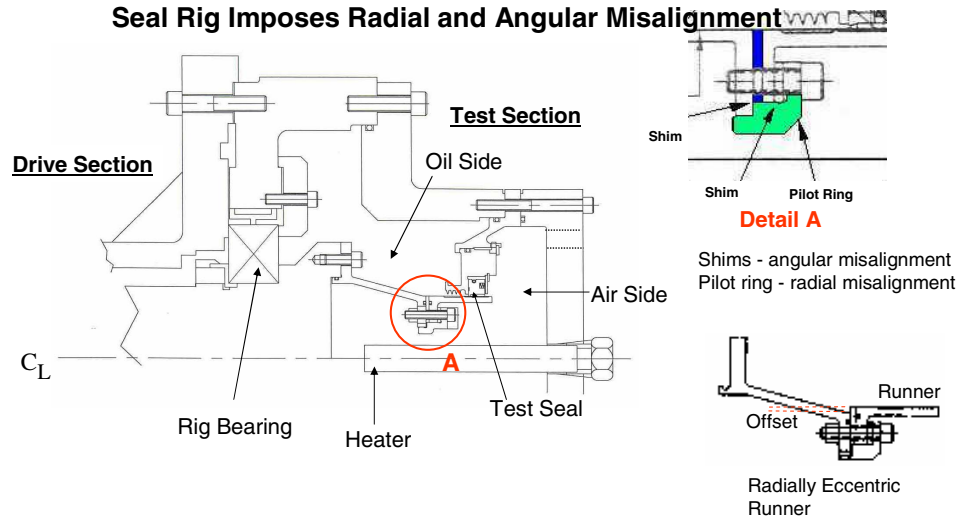 Seal Rig Imposes Radial and Angular Misalignment
Test Section
Drive Section
Oil Side
Air Side
A
C_L
Rig Bearing
Heater
Test Seal
Shim
Shim
Pilot Ring
Detail A
Shims - angular misalignment
Pilot ring - radial misalignment
Runner
Offset
Radially Eccentric
Runner